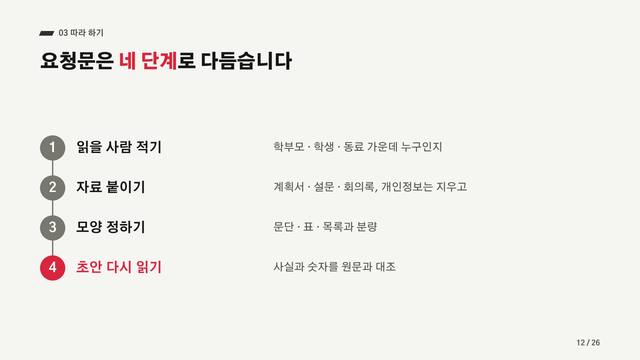 03 따라 하기
요청문은 네 단계로 다듬습니다
1 읽을 사람 적기 학부모 · 학생 · 동료 가운데 누구인지
2 자료 붙이기 계획서 · 설문 · 회의록, 개인정보는 지우고
3 모양 정하기 문단 · 표 · 목록과 분량
4 초안 다시 읽기 사실과 숫자를 원문과 대조
12 / 26